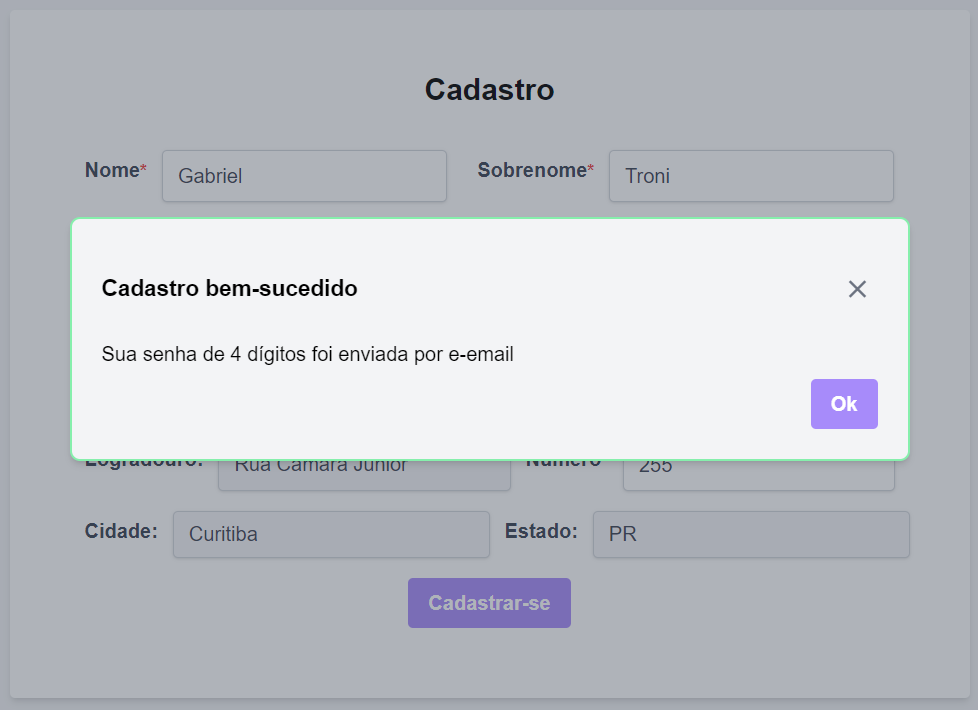 Cadastro
Nome* Gabriel Sobrenome* Troni
Cadastro bem-sucedido
Sua senha de 4 dígitos foi enviada por e-email
Ok
Logradouro: Rua Camara Junior Número 255
Cidade: Curitiba Estado: PR
Cadastrar-se